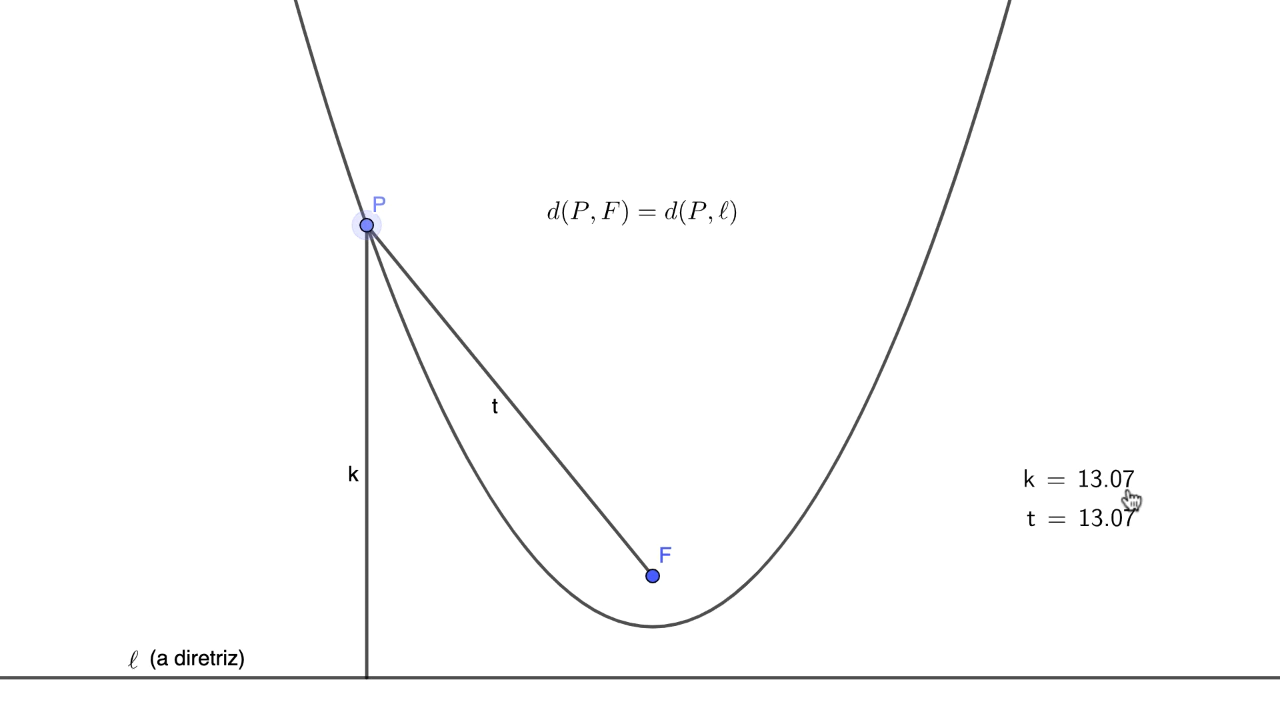 P
d(P, F) = d(P, ℓ)
t
k
k = 13.07
t = 13.07
F
ℓ (a diretriz)